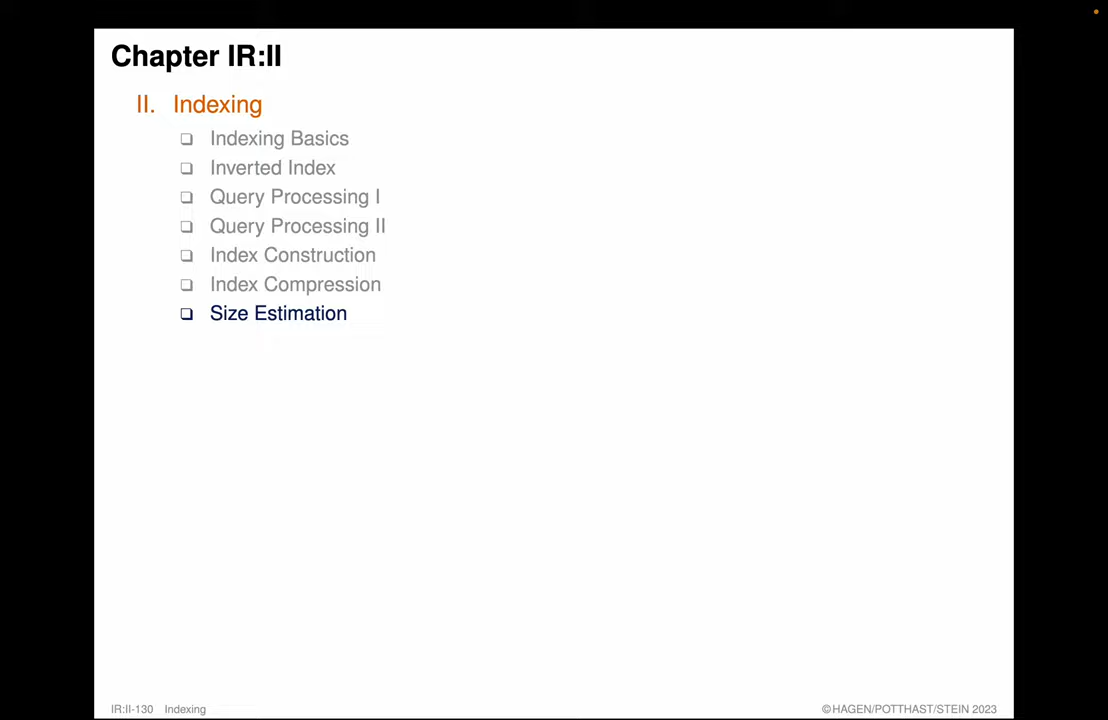 Chapter IR:II
II. Indexing
❏ Indexing Basics
❏ Inverted Index
❏ Query Processing I
❏ Query Processing II
❏ Index Construction
❏ Index Compression
❏ Size Estimation
IR:II-130 Indexing ©HAGEN/POTTHAST/STEIN 2023